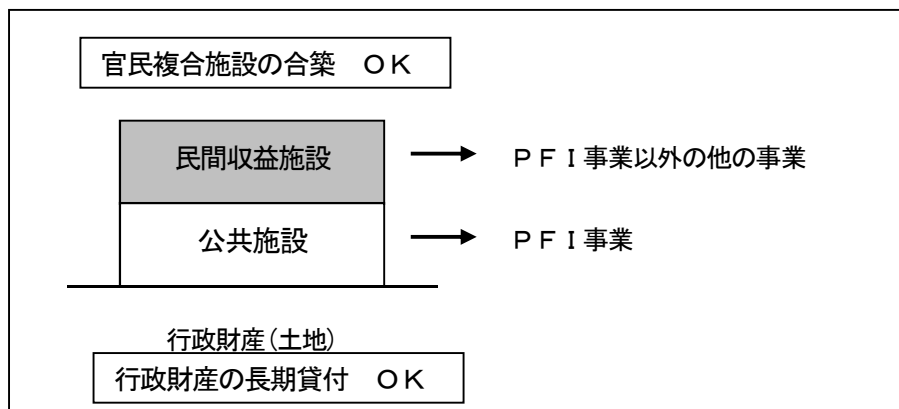 官民複合施設の合築　ＯＫ
民間収益施設
ＰＦＩ事業以外の他の事業
公共施設
ＰＦＩ事業
行政財産（土地）
行政財産の長期貸付　ＯＫ